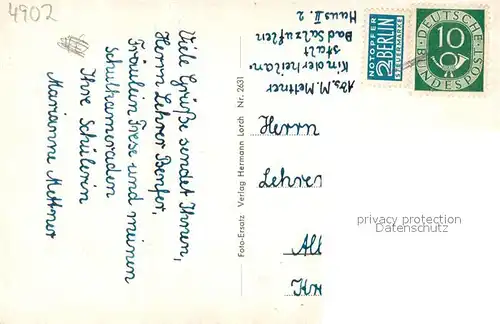 4902
Viele Grüße sendet Ihnen,
Herrn Lehrer Benfer,
Fräulein Frese und meinen
Schulkameraden
Ihre Schülerin
Marianne Mettner
Foto-Ersatz Verlag Hermann Lorch Nr. 2631
Abs. M. Mettner
Kinderheilan-
stalt
Bad Salzuflen
Haus II. 2
NOTOPFER
2 BERLIN
STEUERMARKE
DEUTSCHE
BUNDESPOST
10
Herrn
Lehrer
privacy protection
Datenschutz